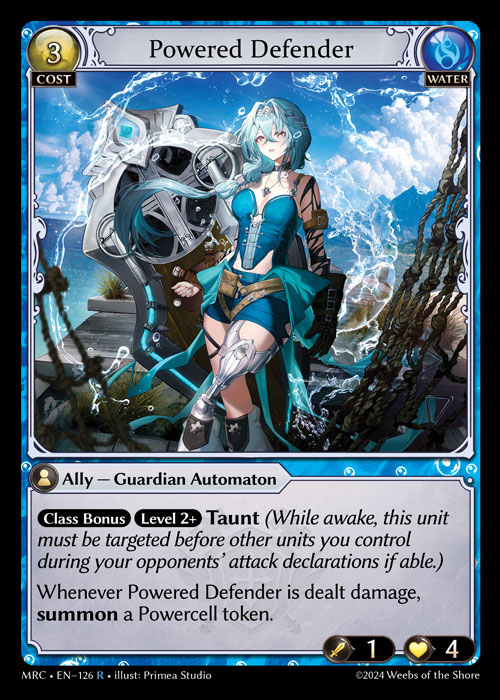 3
COST
Powered Defender
WATER
Ally — Guardian Automaton
Class Bonus Level 2+ Taunt (While awake, this unit
must be targeted before other units you control
during your opponents' attack declarations if able.)
Whenever Powered Defender is dealt damage,
summon a Powercell token.
1
4
MRC • EN–126 R • illust: Primea Studio
©2024 Weebs of the Shore